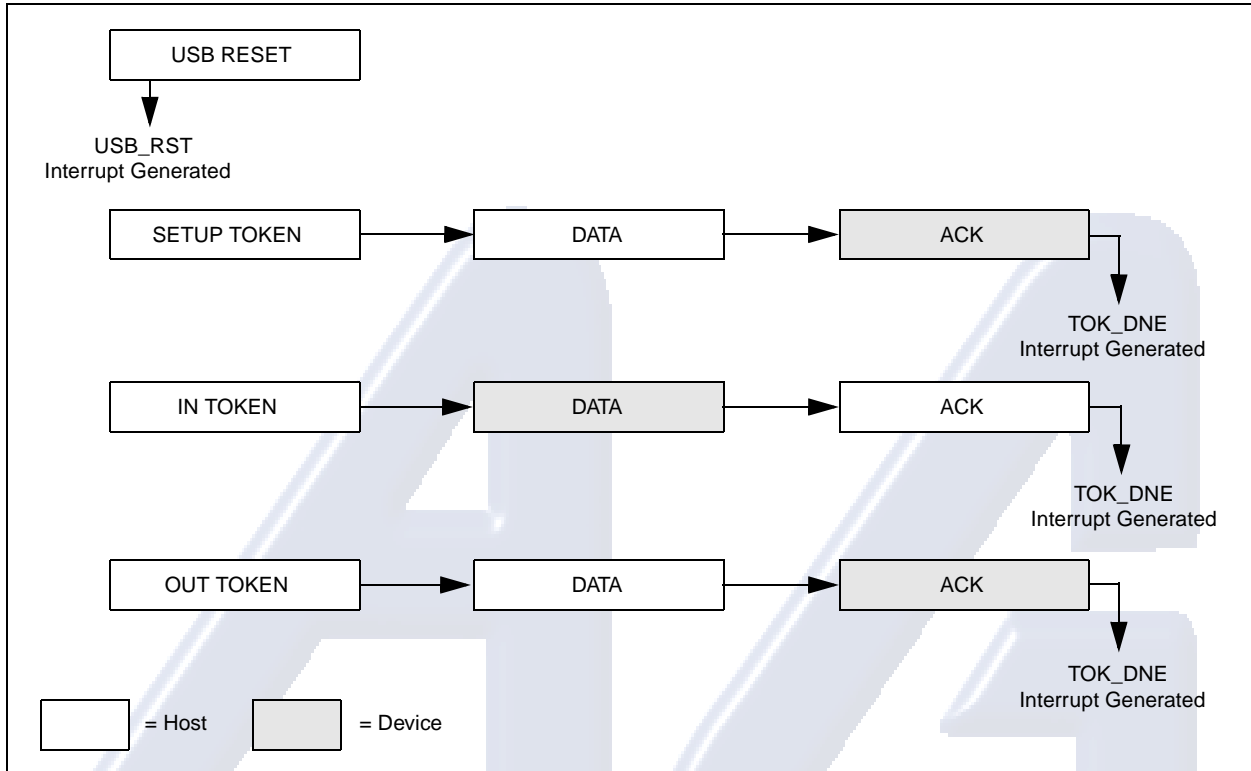 USB RESET
USB_RST
Interrupt Generated
SETUP TOKEN
DATA
ACK
TOK_DNE
Interrupt Generated
IN TOKEN
DATA
ACK
TOK_DNE
Interrupt Generated
OUT TOKEN
DATA
ACK
TOK_DNE
Interrupt Generated
= Host
= Device